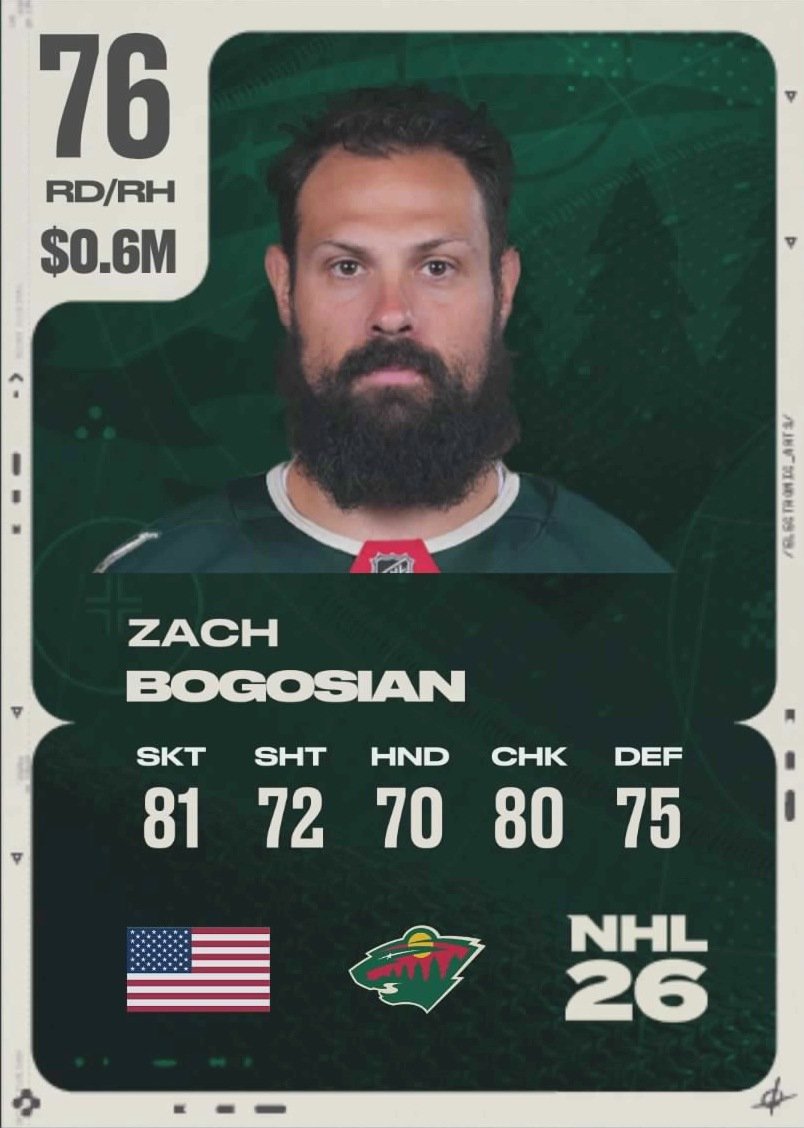 76
RD/RH
$0.6M
/ELECTRONIC_ARTS/
ZACH
BOGOSIAN
SKT SHT HND CHK DEF
81 72 70 80 75
NHL
26